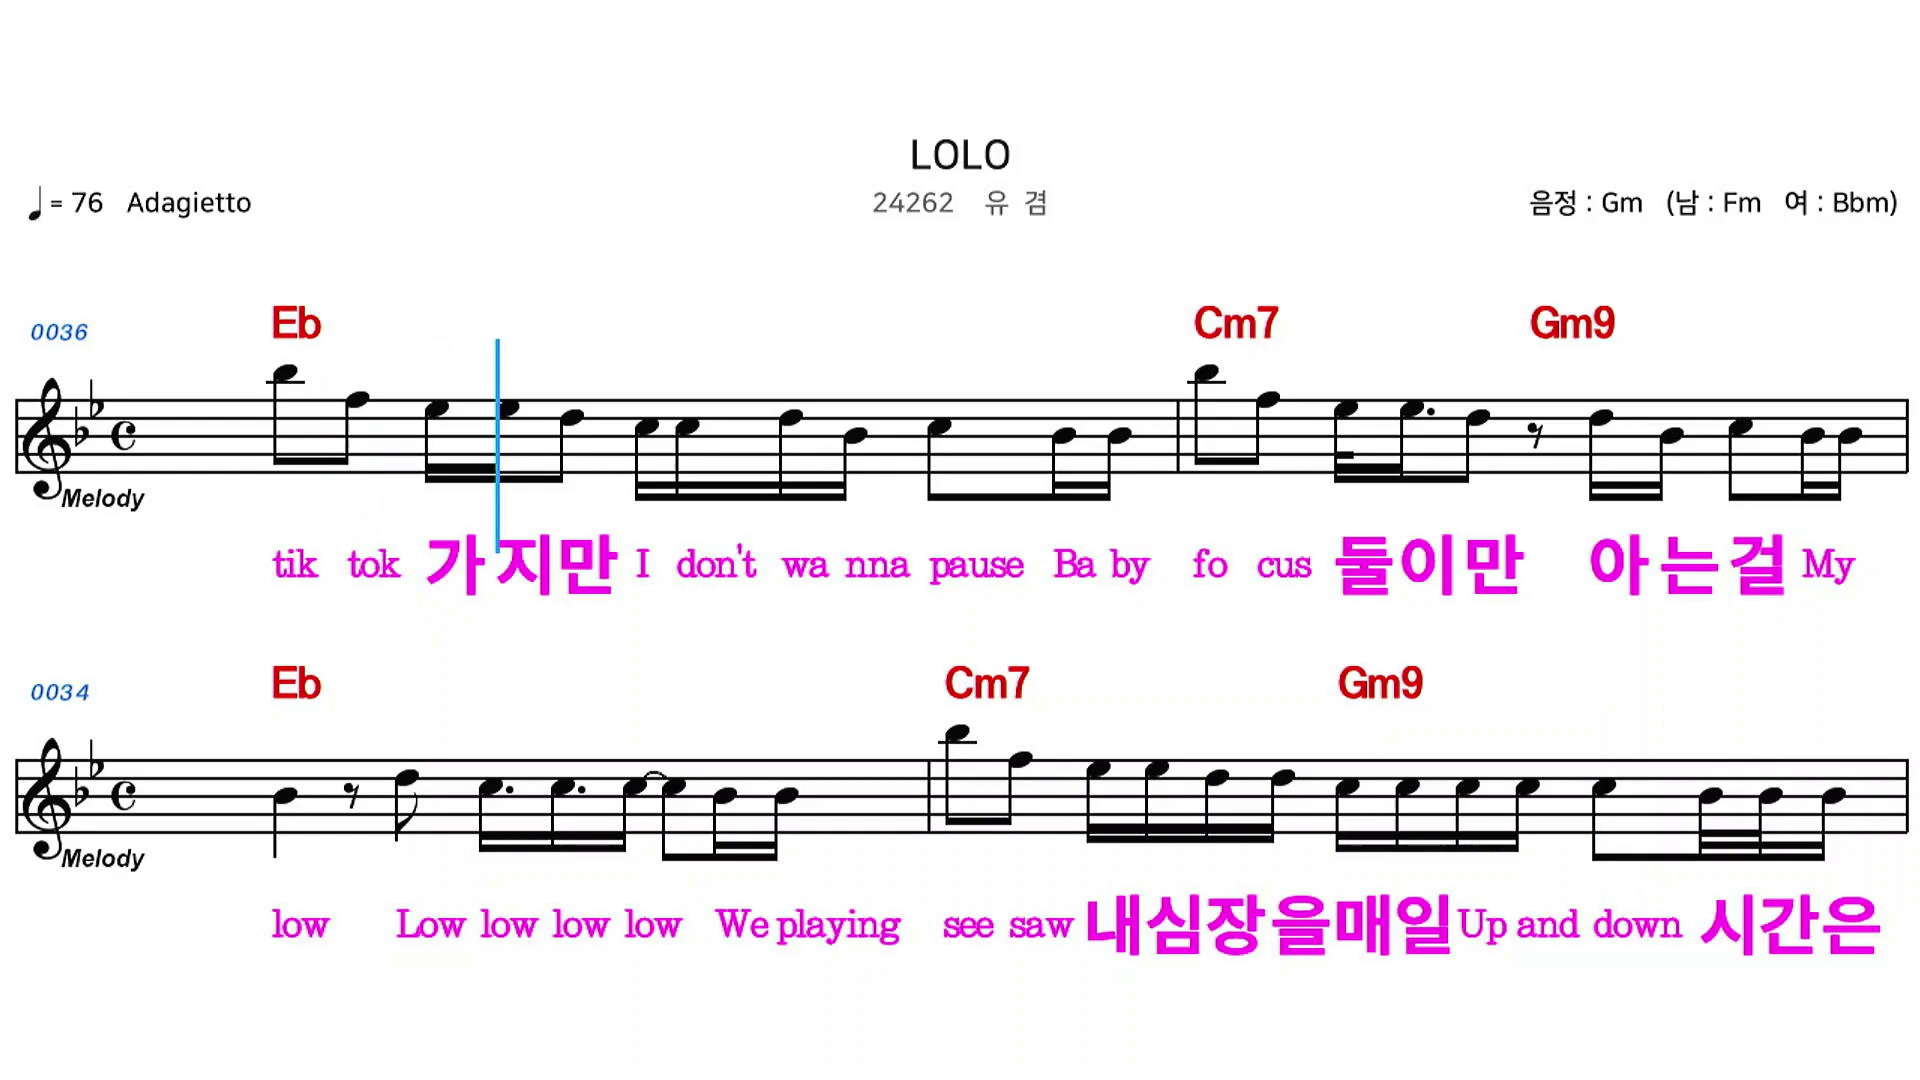 LOLO
♩ = 76 Adagietto
24262 유 겸
음정 : Gm (남 : Fm 여 : Bbm)
0036 Eb Cm7 Gm9
Melody
tik tok 가지만 I don't wa nna pause Ba by fo cus 둘이만 아는걸 My
0034 Eb Cm7 Gm9
Melody
low Low low low low We playing see saw 내심장을매일 Up and down 시간은